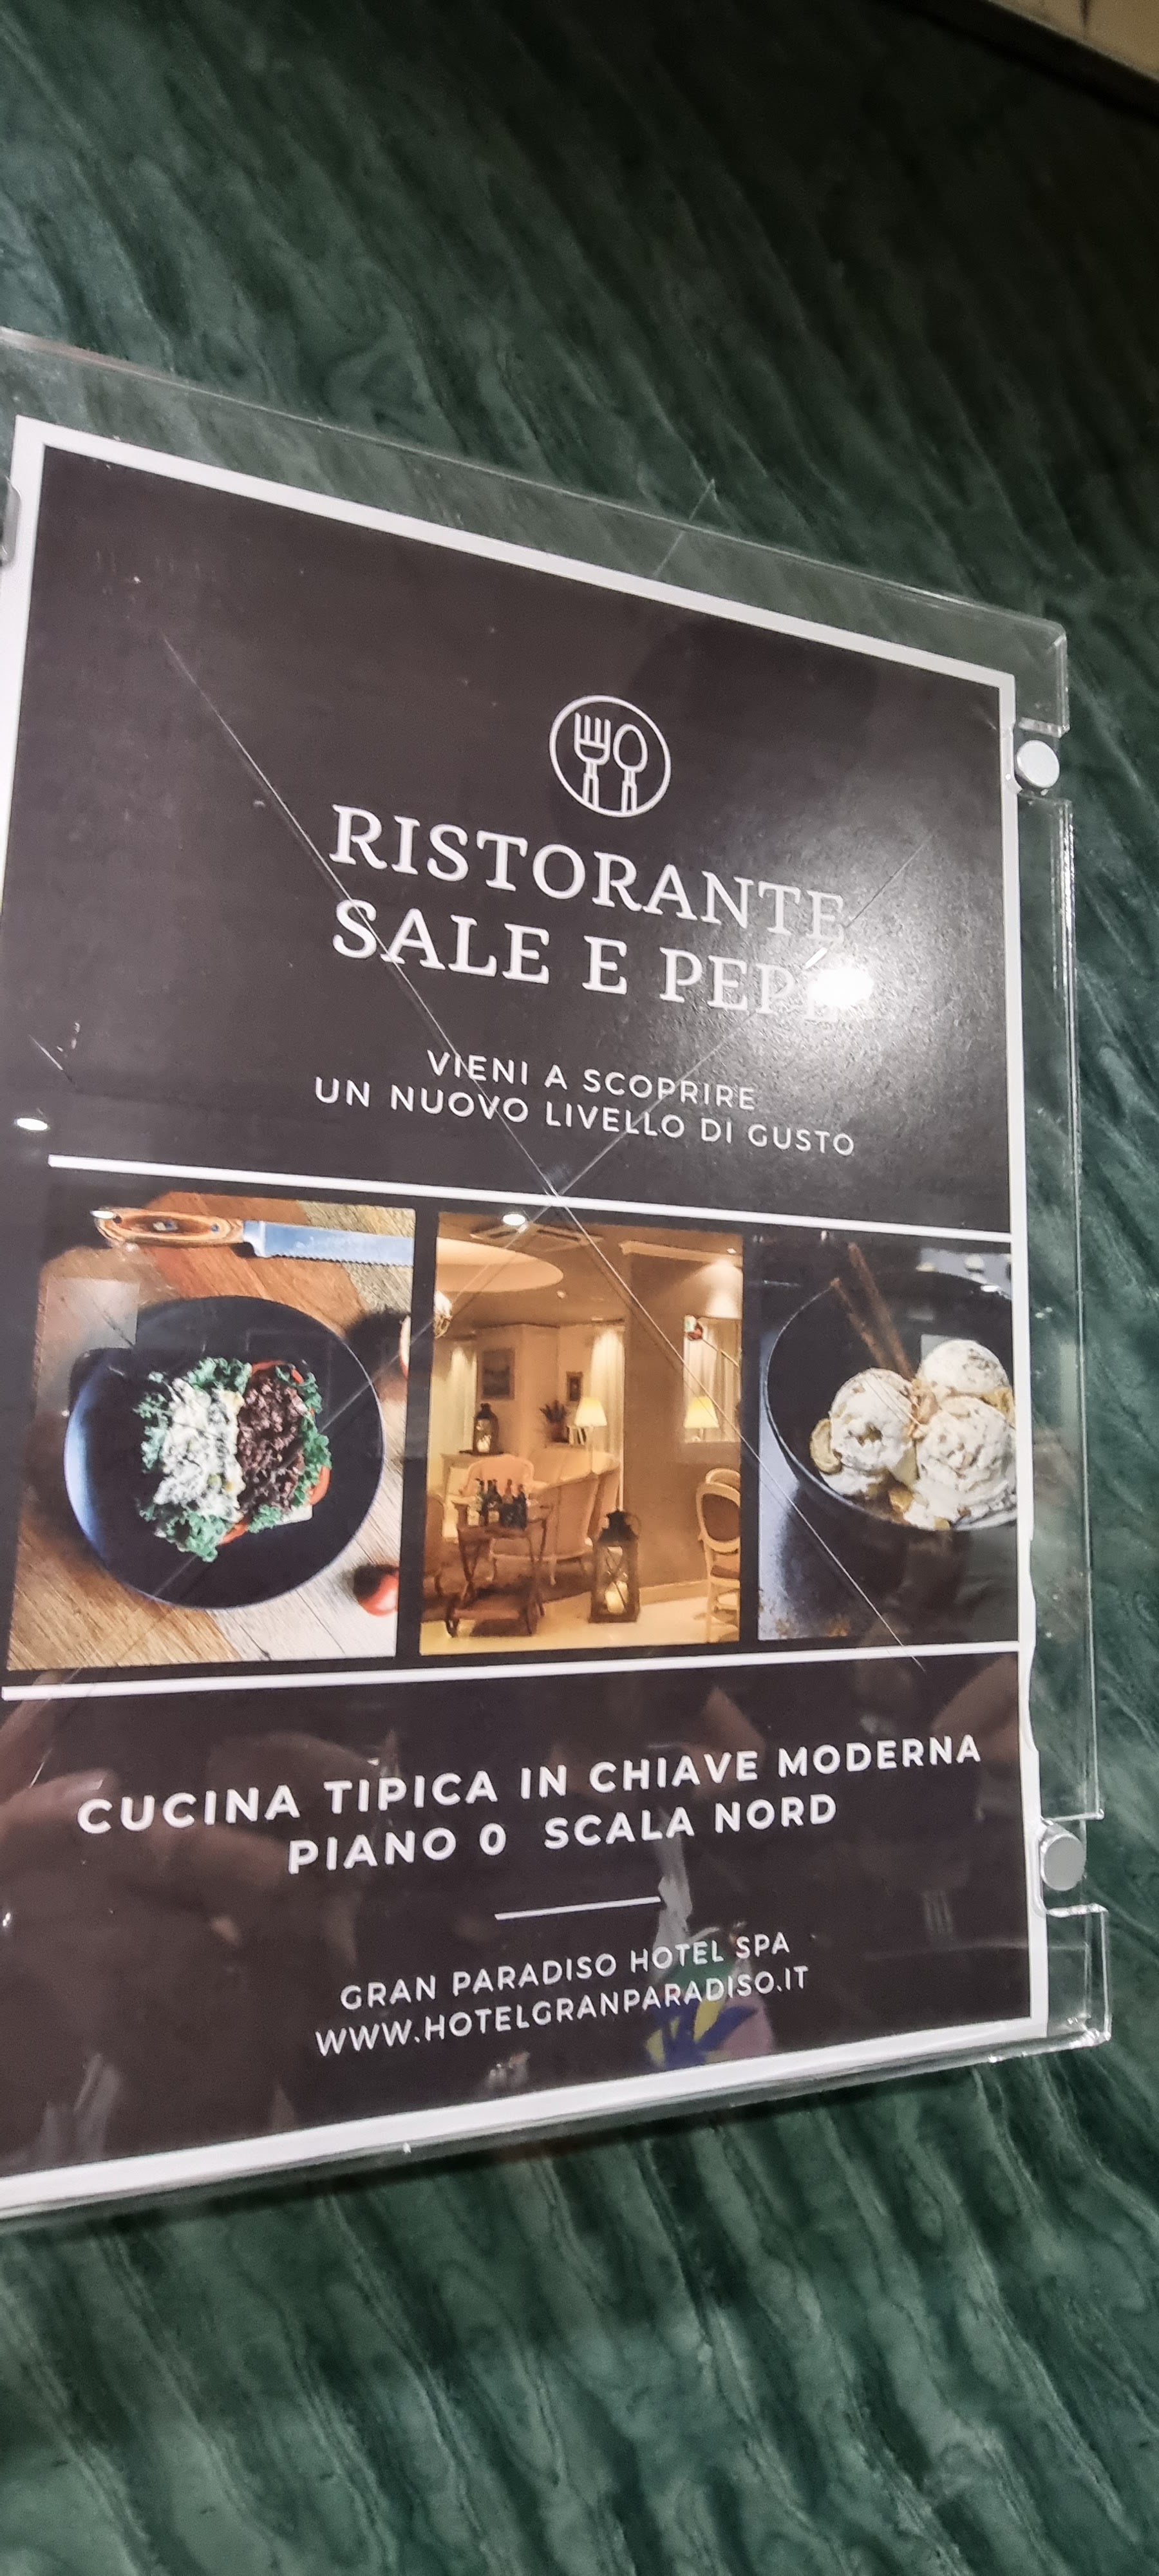 RISTORANTE
SALE E PEPÉ
VIENI A SCOPRIRE
UN NUOVO LIVELLO DI GUSTO
CUCINA TIPICA IN CHIAVE MODERNA
PIANO 0 SCALA NORD
GRAN PARADISO HOTEL SPA
WWW.HOTELGRANPARADISO.IT